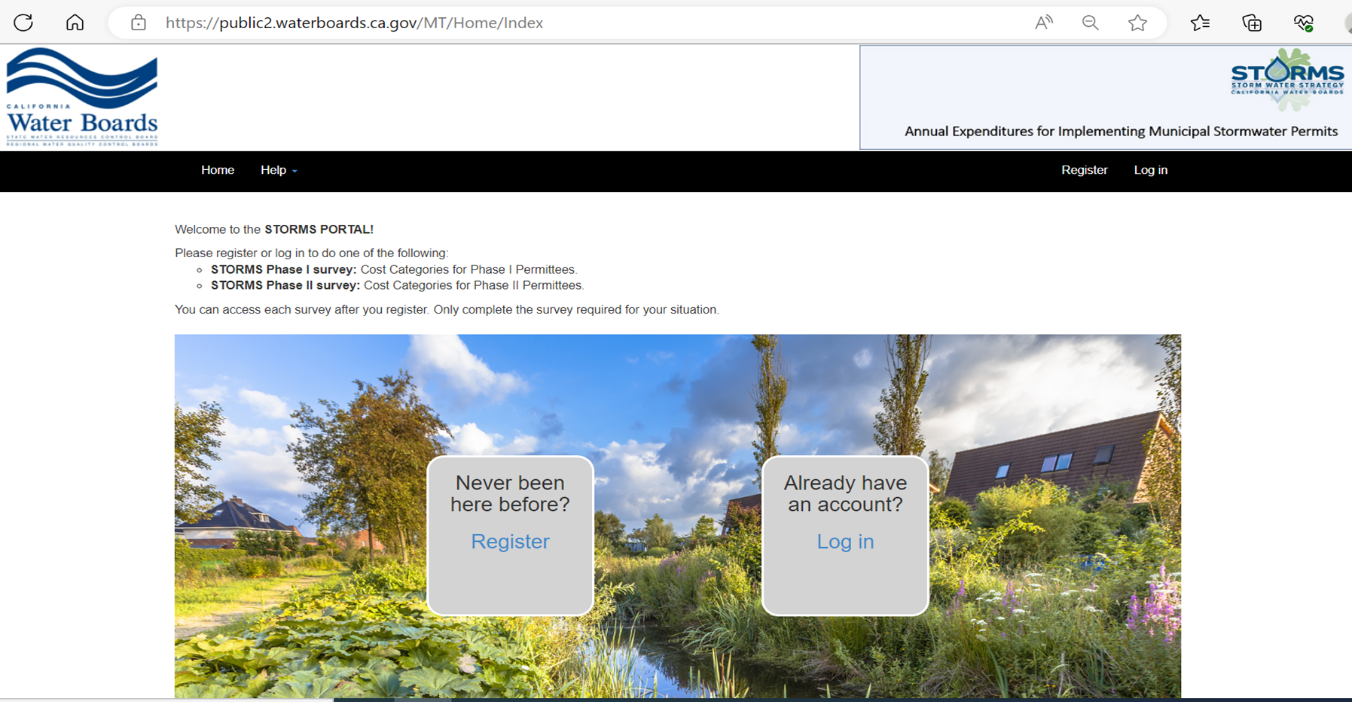 https://public2.waterboards.ca.gov/MT/Home/Index
CALIFORNIA
Water Boards
STATE WATER RESOURCES CONTROL BOARD
REGIONAL WATER QUALITY CONTROL BOARDS
STORMS
STORM WATER STRATEGY
CALIFORNIA WATER BOARDS
Annual Expenditures for Implementing Municipal Stormwater Permits
Home Help Register Log in
Welcome to the STORMS PORTAL!
Please register or log in to do one of the following:
STORMS Phase I survey: Cost Categories for Phase I Permittees.
STORMS Phase II survey: Cost Categories for Phase II Permittees.
You can access each survey after you register. Only complete the survey required for your situation.
Never been
here before?
Register
Already have
an account?
Log in